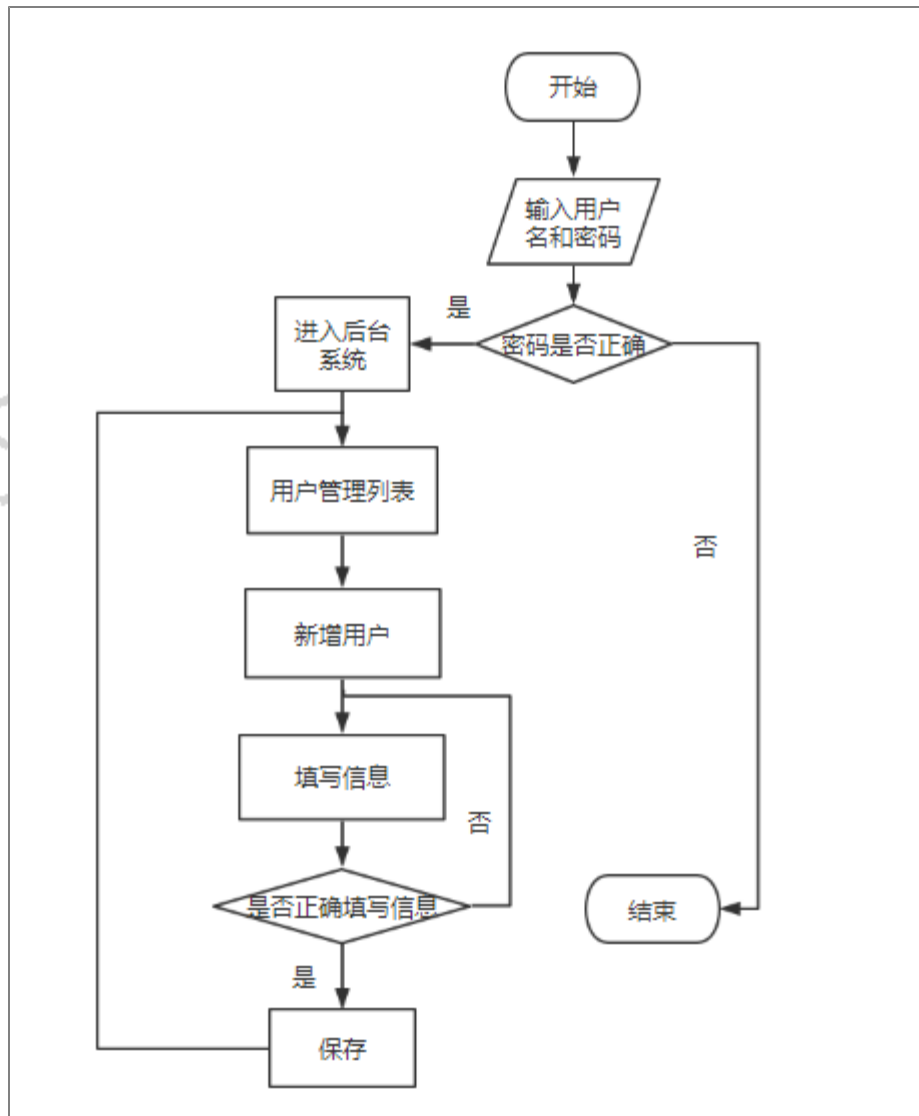 开始
输入用户
名和密码
是
密码是否正确
进入后台
系统
用户管理列表
否
新增用户
填写信息
否
是否正确填写信息
结束
是
保存